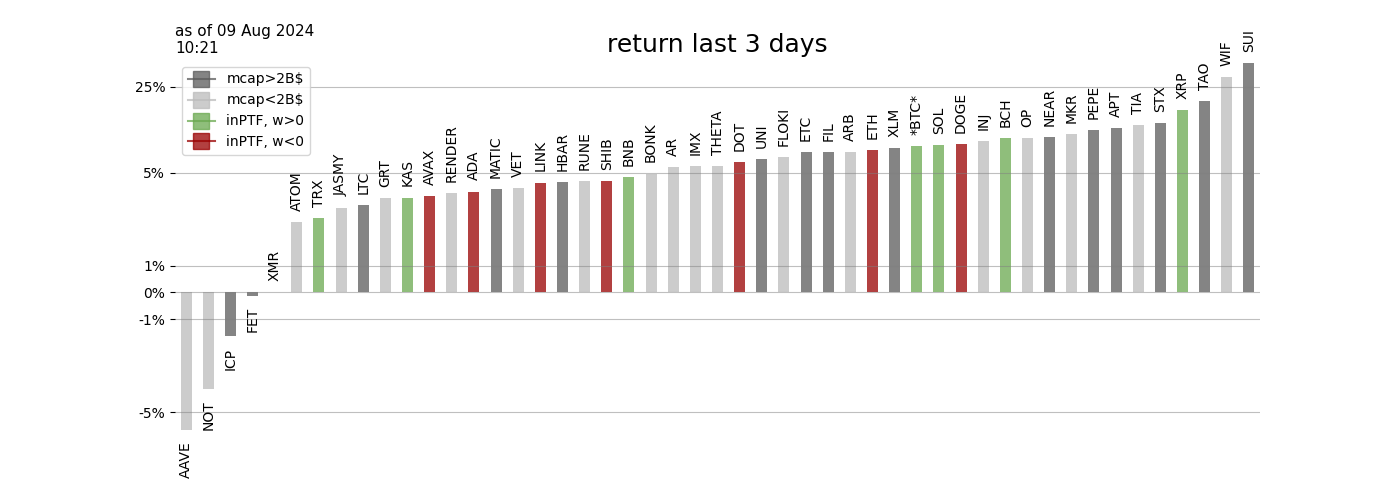 as of 09 Aug 2024
10:21
return last 3 days
mcap>2B$
mcap<2B$
inPTF, w>0
inPTF, w<0
25%
5%
1%
0%
-1%
-5%
AAVE
NOT
ICP
FET
XMR
ATOM
TRX
JASMY
LTC
GRT
KAS
AVAX
RENDER
ADA
MATIC
VET
LINK
HBAR
RUNE
SHIB
BNB
BONK
AR
IMX
THETA
DOT
UNI
FLOKI
ETC
FIL
ARB
ETH
XLM
*BTC*
SOL
DOGE
INJ
BCH
OP
NEAR
MKR
PEPE
APT
TIA
STX
XRP
TAO
WIF
SUI